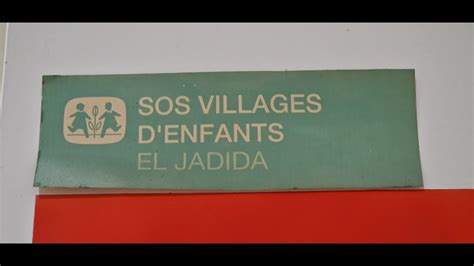 SOS VILLAGES
D'ENFANTS
EL JADIDA